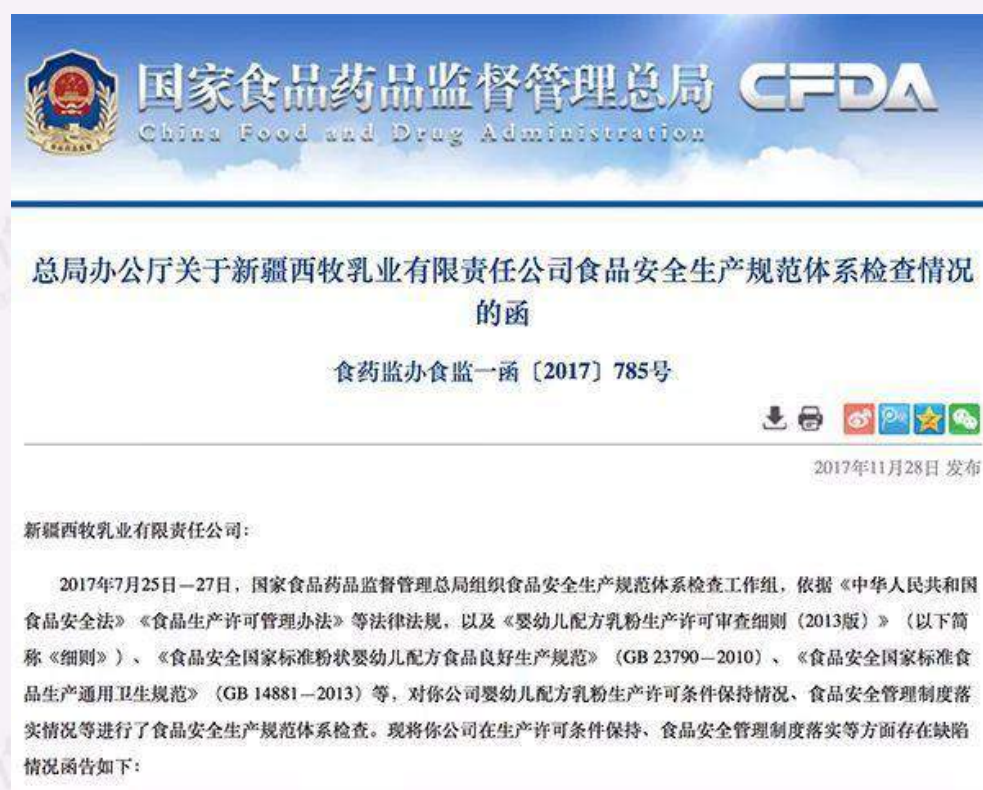 国家食品药品监督管理总局 CFDA
China Food and Drug Administration
总局办公厅关于新疆西牧乳业有限责任公司食品安全生产规范体系检查情况
的函
食药监办食监一函〔2017〕785号
2017年11月28日 发布
新疆西牧乳业有限责任公司：
2017年7月25日—27日，国家食品药品监督管理总局组织食品安全生产规范体系检查工作组，依据《中华人民共和国
食品安全法》《食品生产许可管理办法》等法律法规，以及《婴幼儿配方乳粉生产许可审查细则（2013版）》（以下简
称《细则》）、《食品安全国家标准粉状婴幼儿配方食品良好生产规范》（GB 23790—2010）、《食品安全国家标准食
品生产通用卫生规范》（GB 14881—2013）等，对你公司婴幼儿配方乳粉生产许可条件保持情况、食品安全管理制度落
实情况等进行了食品安全生产规范体系检查。现将你公司在生产许可条件保持、食品安全管理制度落实等方面存在缺陷
情况函告如下：